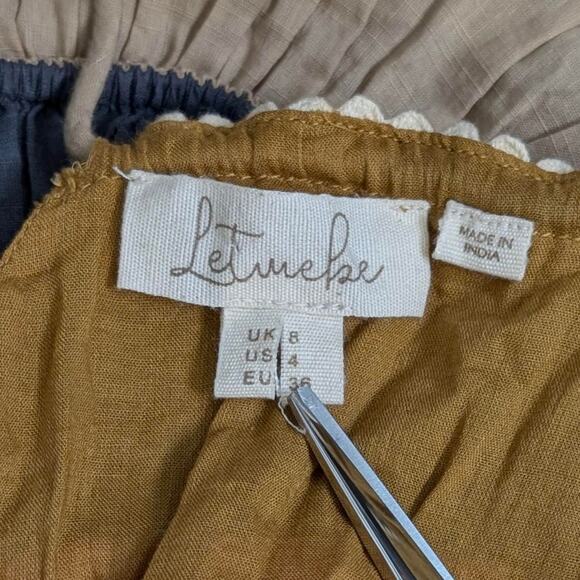 Letmebe
UK 8
US 4
EU 36
MADE IN
INDIA